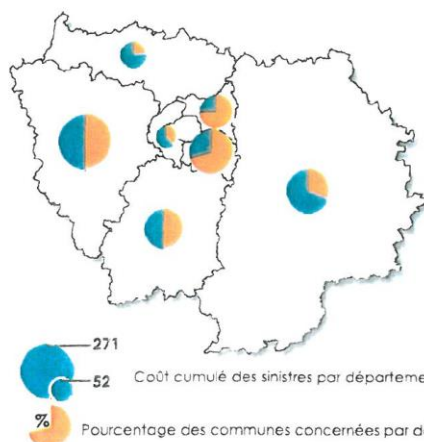 271
52
Coût cumulé des sinistres par départeme
%
Pourcentage des communes concernées par d